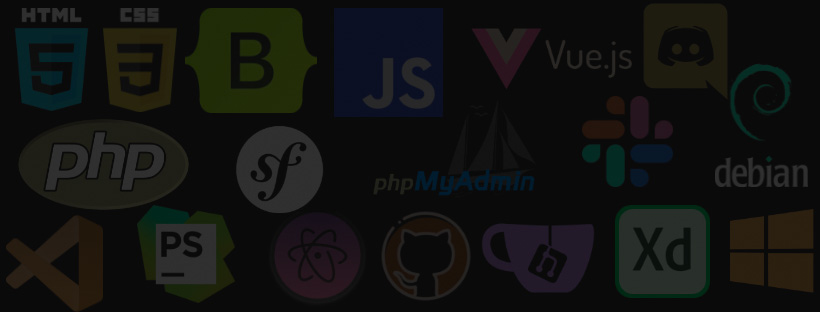 HTML
CSS
5
3
B
JS
Vue.js
php
sf
phpMyAdmin
debian
PS
Xd